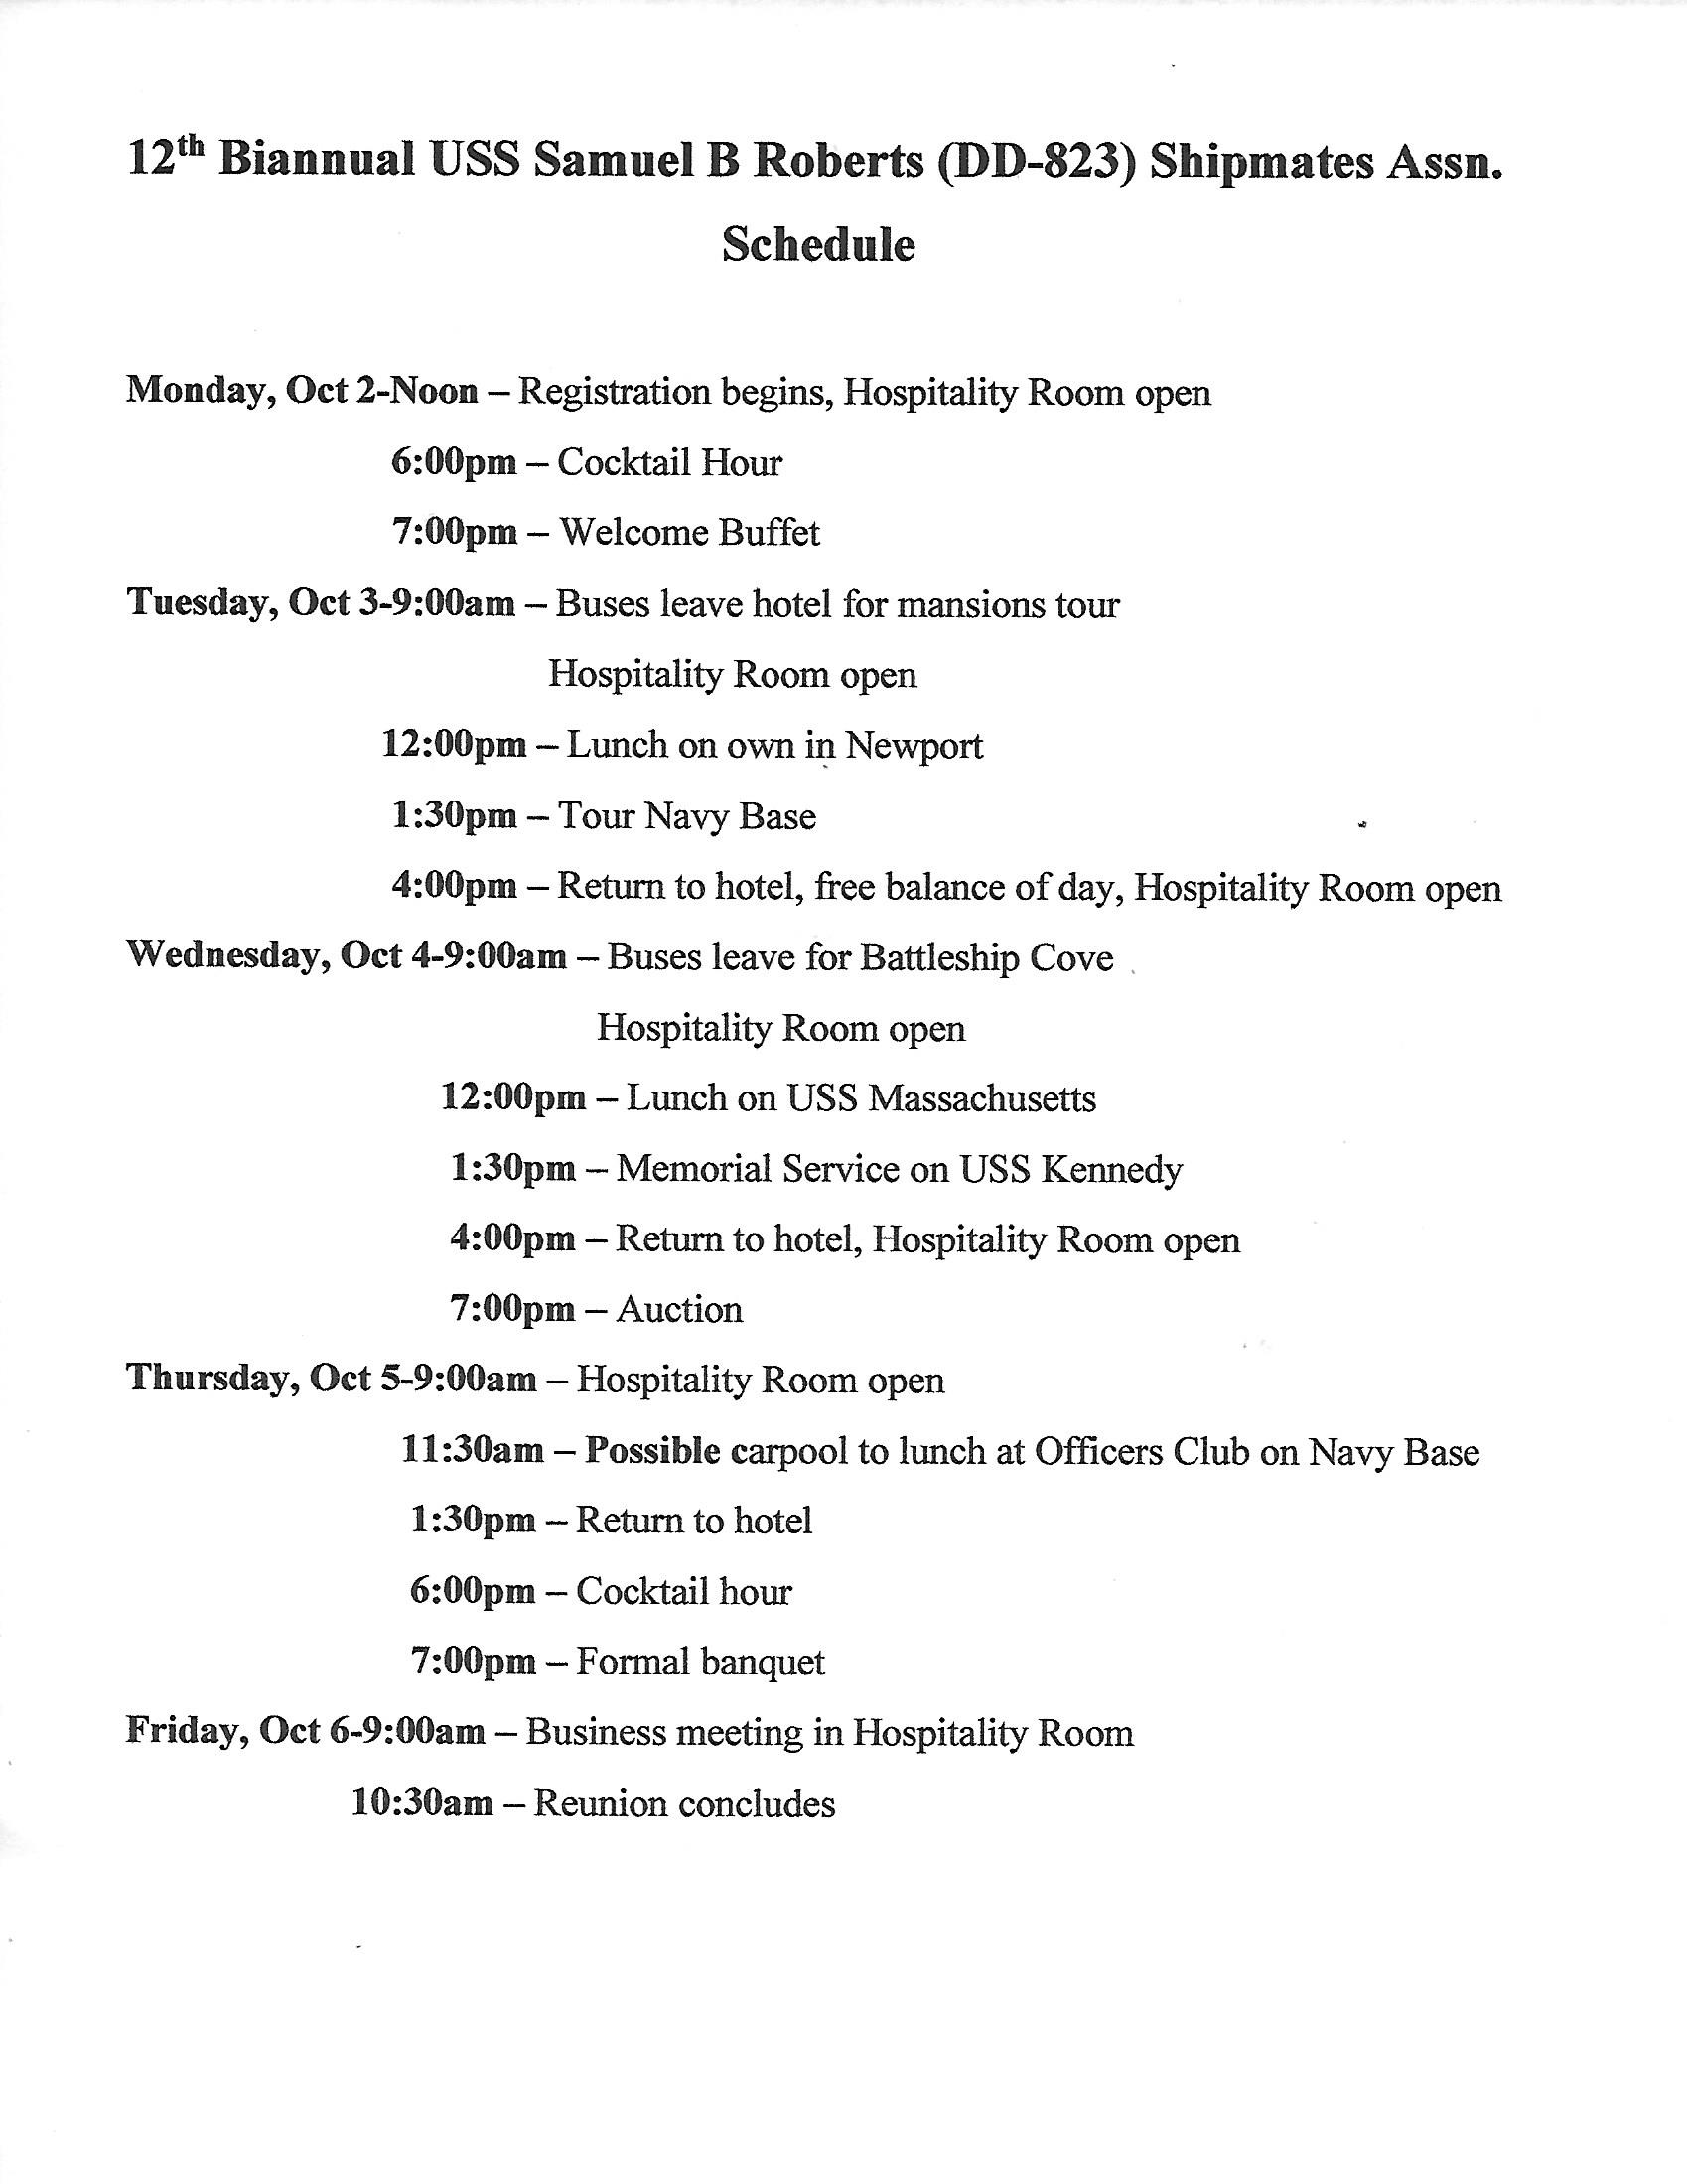 12th Biannual USS Samuel B Roberts (DD-823) Shipmates Assn.
Schedule
Monday, Oct 2-Noon – Registration begins, Hospitality Room open
6:00pm – Cocktail Hour
7:00pm – Welcome Buffet
Tuesday, Oct 3-9:00am – Buses leave hotel for mansions tour
Hospitality Room open
12:00pm – Lunch on own in Newport
1:30pm – Tour Navy Base
4:00pm – Return to hotel, free balance of day, Hospitality Room open
Wednesday, Oct 4-9:00am – Buses leave for Battleship Cove
Hospitality Room open
12:00pm – Lunch on USS Massachusetts
1:30pm – Memorial Service on USS Kennedy
4:00pm – Return to hotel, Hospitality Room open
7:00pm – Auction
Thursday, Oct 5-9:00am – Hospitality Room open
11:30am – Possible carpool to lunch at Officers Club on Navy Base
1:30pm – Return to hotel
6:00pm – Cocktail hour
7:00pm – Formal banquet
Friday, Oct 6-9:00am – Business meeting in Hospitality Room
10:30am – Reunion concludes